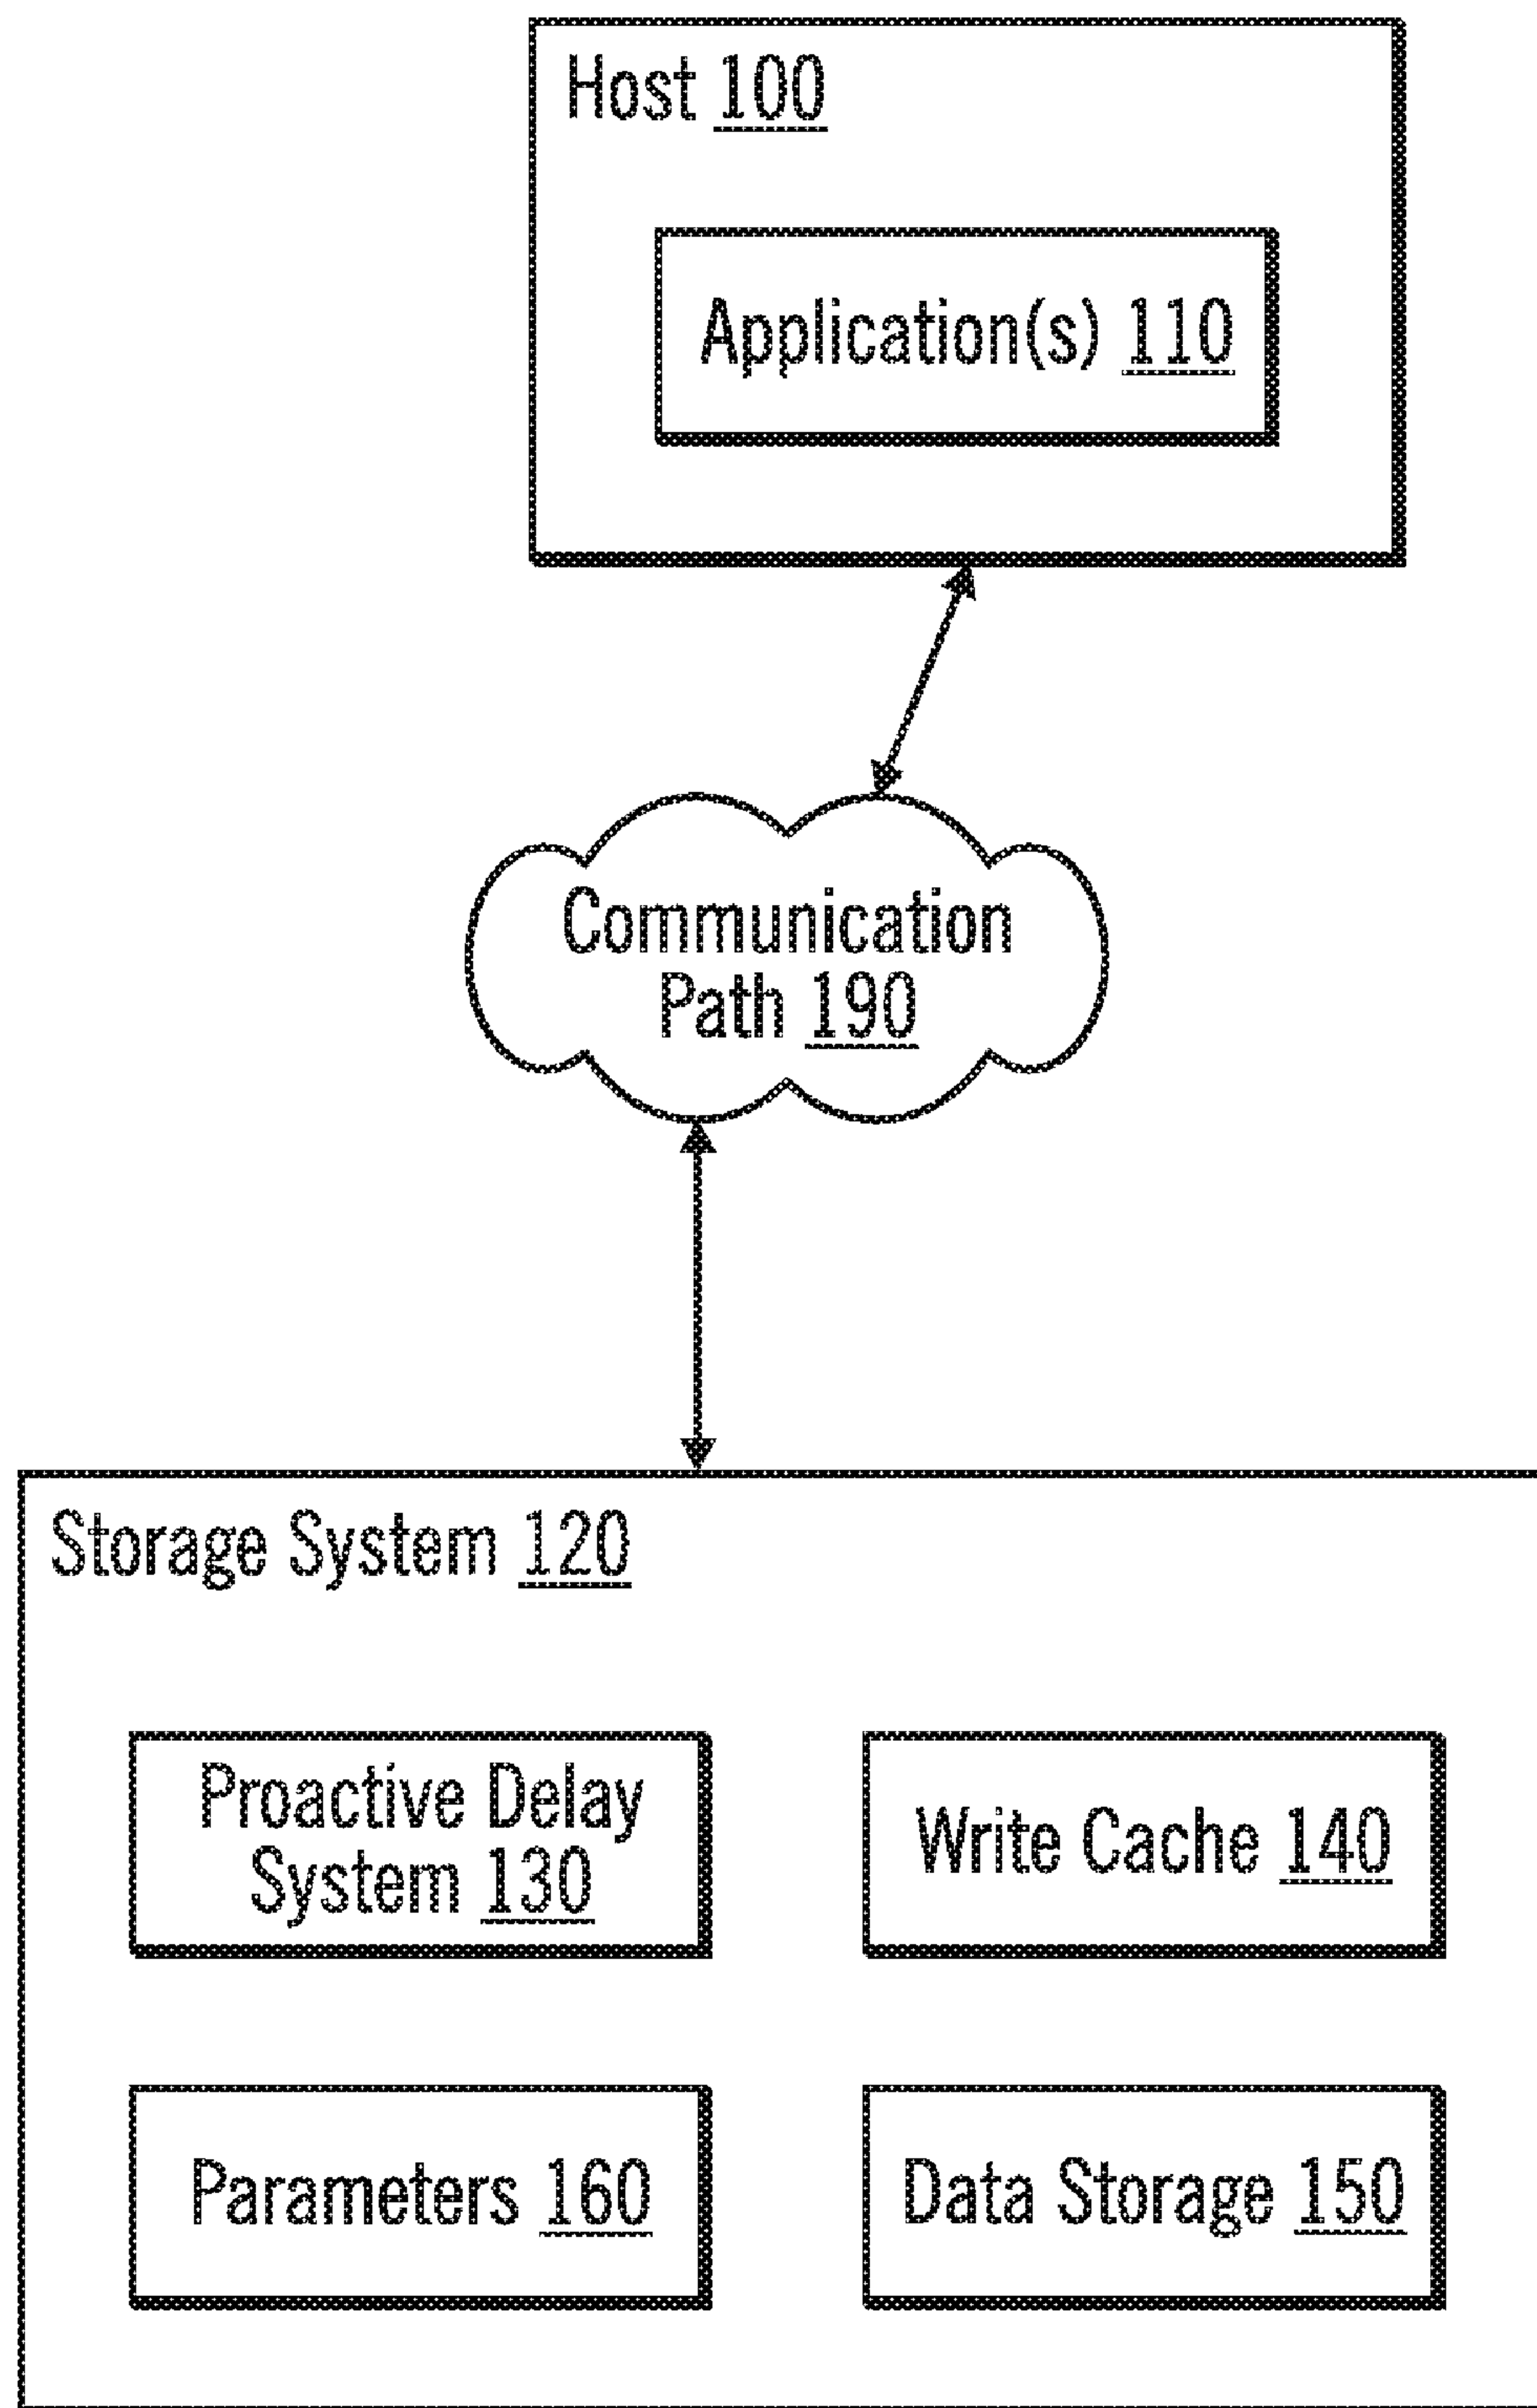 Host 100
Application(s) 110
Communication
Path 190
Storage System 120
Proactive Delay
System 130
Write Cache 140
Parameters 160
Data Storage 150